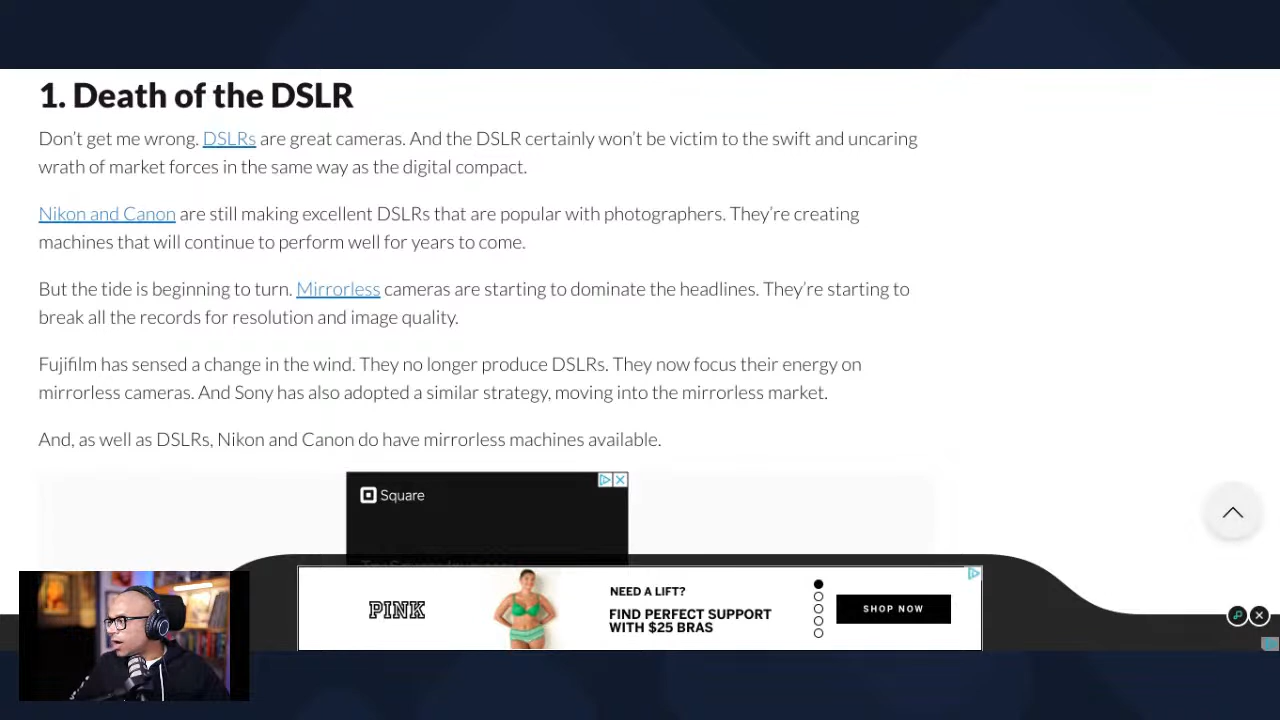 1. Death of the DSLR
Don't get me wrong. DSLRs are great cameras. And the DSLR certainly won't be victim to the swift and uncaring
wrath of market forces in the same way as the digital compact.
Nikon and Canon are still making excellent DSLRs that are popular with photographers. They're creating
machines that will continue to perform well for years to come.
But the tide is beginning to turn. Mirrorless cameras are starting to dominate the headlines. They're starting to
break all the records for resolution and image quality.
Fujifilm has sensed a change in the wind. They no longer produce DSLRs. They now focus their energy on
mirrorless cameras. And Sony has also adopted a similar strategy, moving into the mirrorless market.
And, as well as DSLRs, Nikon and Canon do have mirrorless machines available.
Square
PINK
NEED A LIFT?
FIND PERFECT SUPPORT
WITH $25 BRAS
SHOP NOW